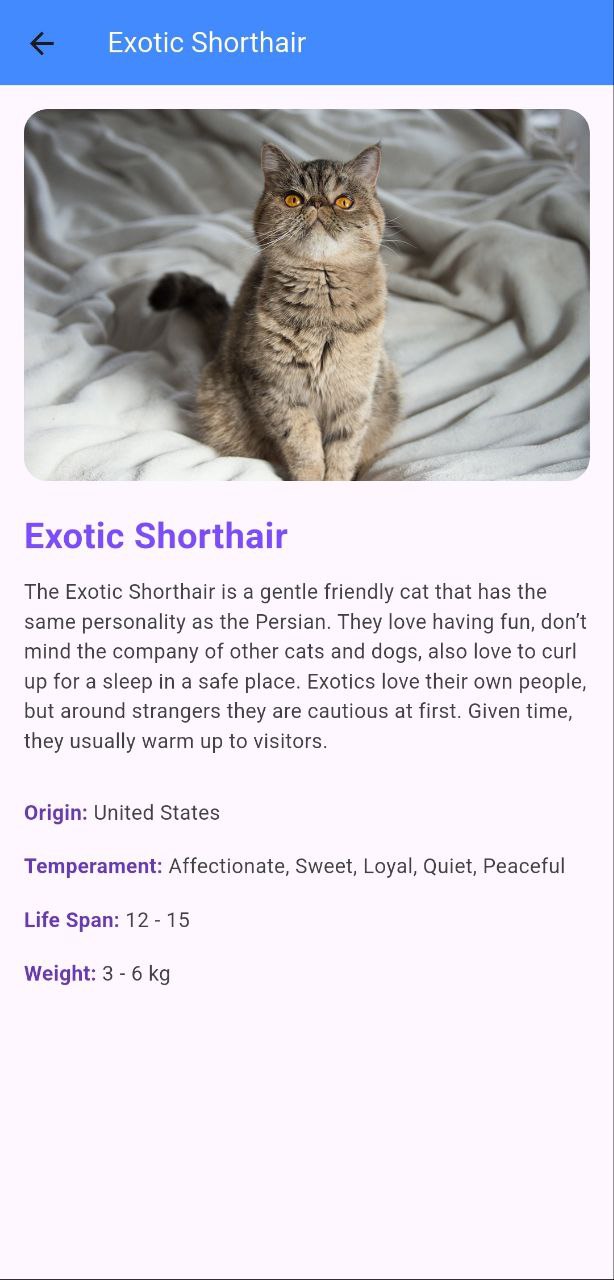 Exotic Shorthair
Exotic Shorthair
The Exotic Shorthair is a gentle friendly cat that has the
same personality as the Persian. They love having fun, don’t
mind the company of other cats and dogs, also love to curl
up for a sleep in a safe place. Exotics love their own people,
but around strangers they are cautious at first. Given time,
they usually warm up to visitors.
Origin: United States
Temperament: Affectionate, Sweet, Loyal, Quiet, Peaceful
Life Span: 12 - 15
Weight: 3 - 6 kg